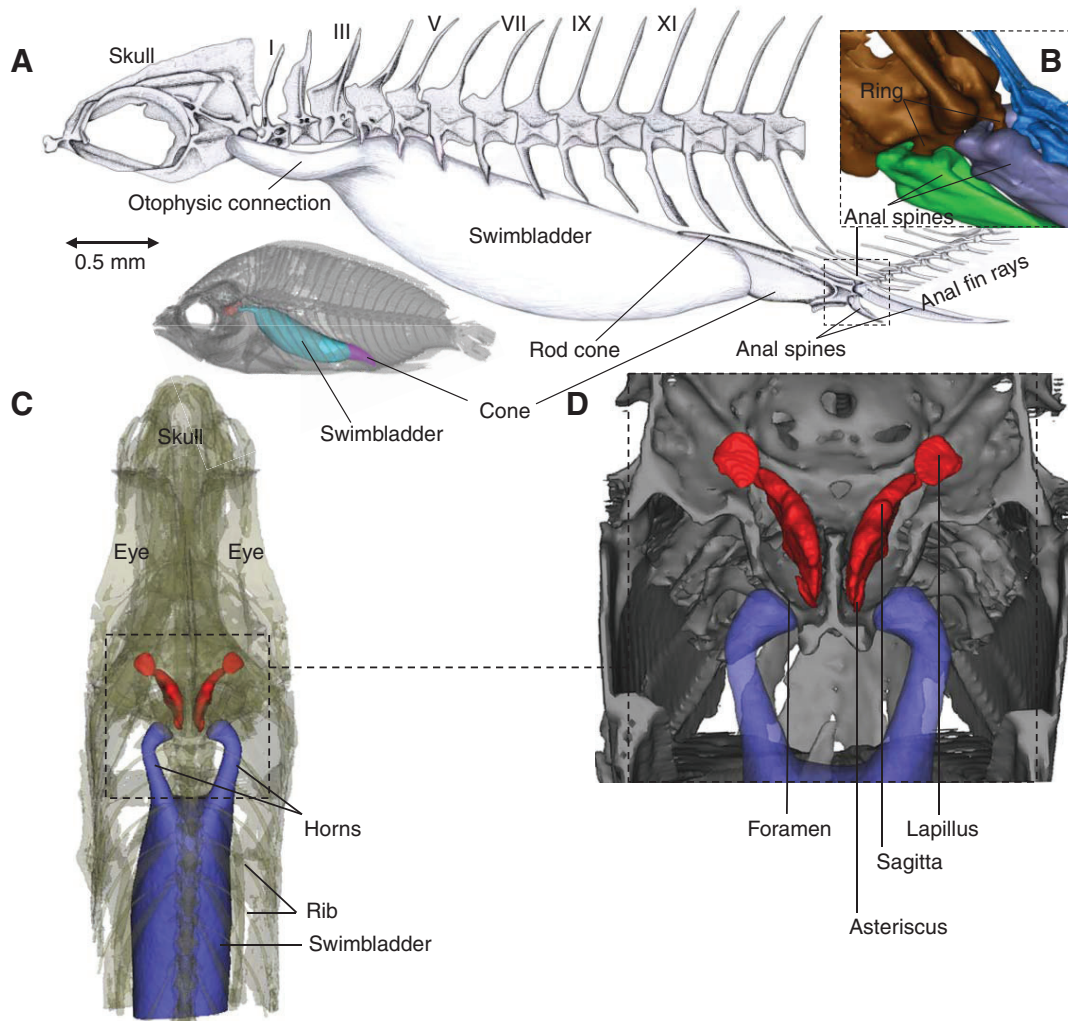 A
Skull
I
III
V
VII
IX
XI
B
Ring
Anal spines
Otophysic connection
Swimbladder
0.5 mm
Anal fin rays
Rod cone
Anal spines
Cone
Swimbladder
C
Skull
Eye
Eye
Horns
Rib
Swimbladder
D
Foramen
Lapillus
Sagitta
Asteriscus